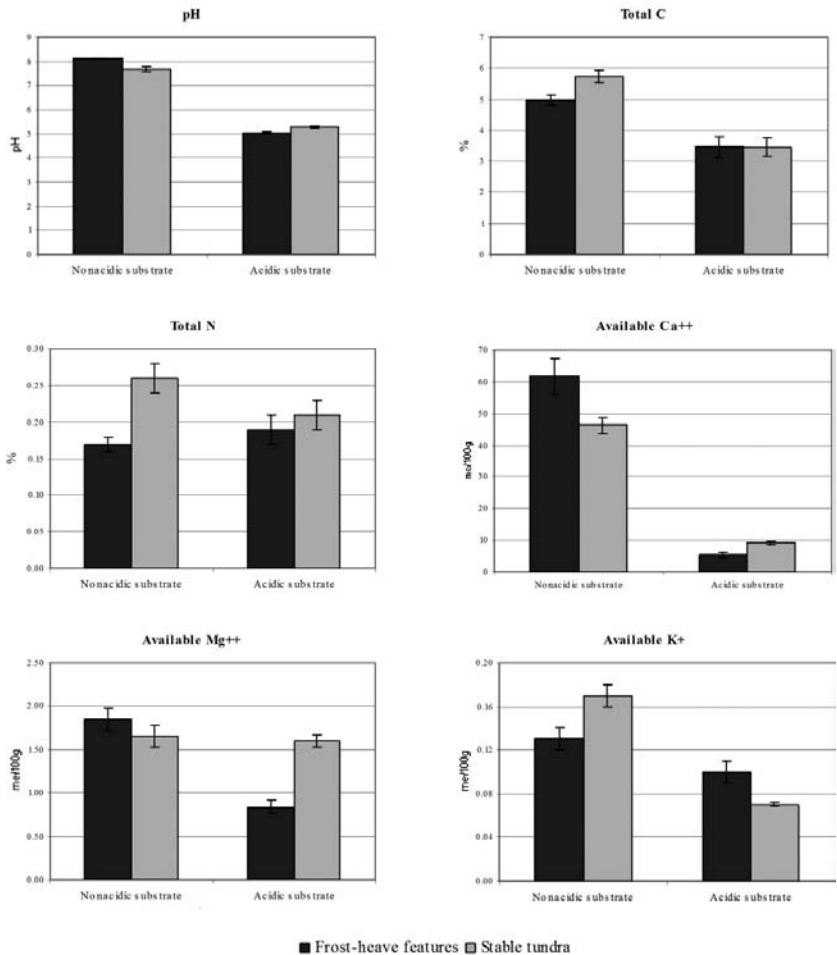 pH
9
8
7
6
5
4
3
2
1
0
pH
Nonacidic substrate Acidic substrate
Total C
7
6
5
4
3
2
1
0
%
Nonacidic substrate Acidic substrate
Total N
0.30
0.25
0.20
0.15
0.10
0.05
0.00
%
Nonacidic substrate Acidic substrate
Available Ca++
70
60
50
40
30
20
10
0
Nonacidic substrate Acidic substrate
Available Mg++
2.50
2.00
1.50
1.00
0.50
0.00
me/100g
Nonacidic substrate Acidic substrate
Available K+
0.20
0.16
0.12
0.08
0.04
0.00
me/100g
Nonacidic substrate Acidic substrate
Frost-heave features Stable tundra